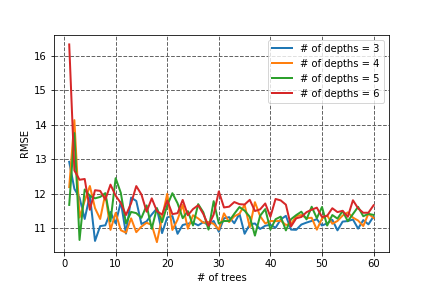 # of depths = 3
# of depths = 4
# of depths = 5
# of depths = 6
16
15
14
13
12
11
RMSE
0 10 20 30 40 50 60
# of trees